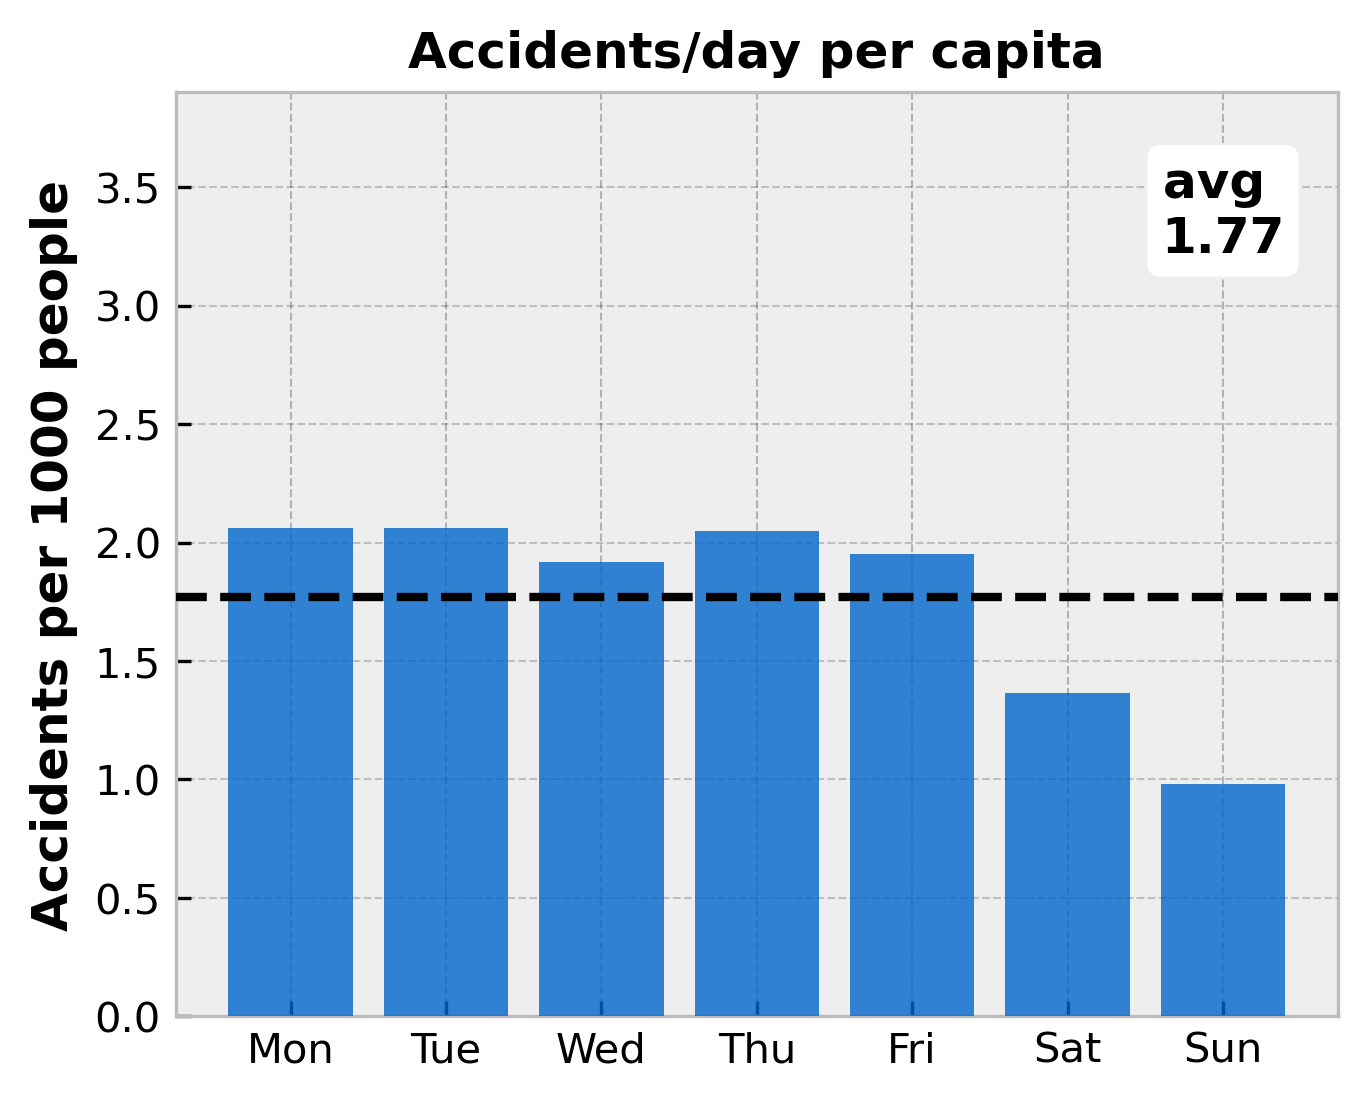 Accidents/day per capita
Accidents per 1000 people
3.5
3.0
2.5
2.0
1.5
1.0
0.5
0.0
avg
1.77
Mon Tue Wed Thu Fri Sat Sun